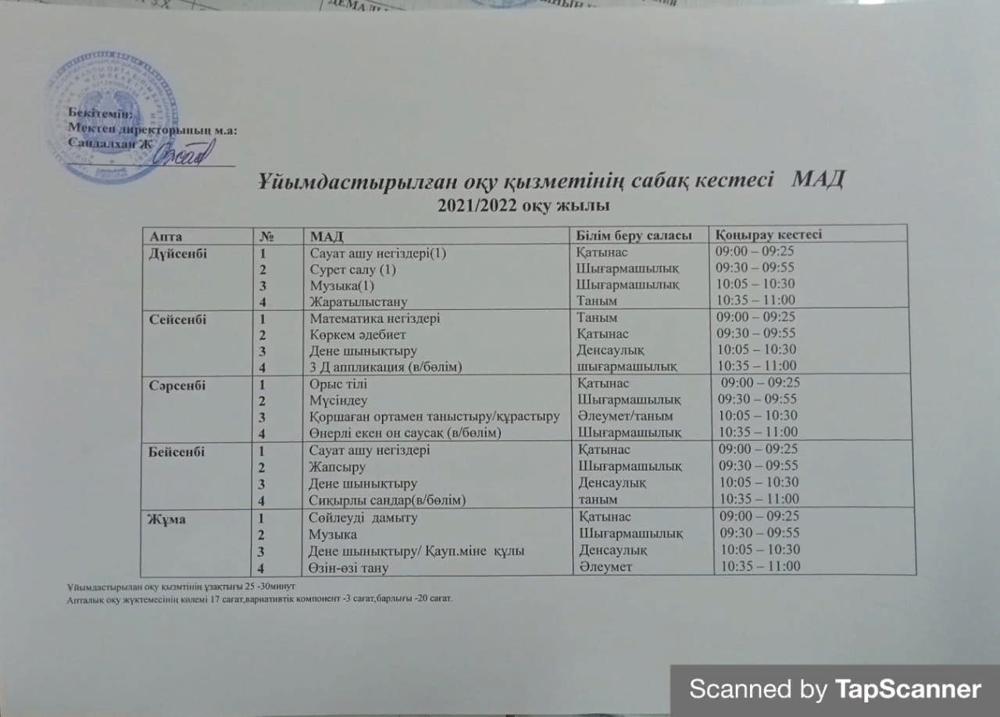 Бекітемін:
Мектеп директорының м.а:
Сандалхан Ж
Ұйымдастырылған оқу қызметінің сабақ кестесі МАД
2021/2022 оқу жылы
Апта № МАД Білім беру саласы Қоңырау кестесі
Дүйсенбі 1 Сауат ашу негіздері(1) Қатынас 09:00 – 09:25
2 Сурет салу (1) Шығармашылық 09:30 – 09:55
3 Музыка(1) Шығармашылық 10:05 – 10:30
4 Жаратылыстану Таным 10:35 – 11:00
Сейсенбі 1 Математика негіздері Таным 09:00 – 09:25
2 Көркем әдебиет Қатынас 09:30 – 09:55
3 Дене шынықтыру Денсаулық 10:05 – 10:30
4 3 Д аппликация (в/бөлім) шығармашылық 10:35 – 11:00
Сәрсенбі 1 Орыс тілі Қатынас 09:00 – 09:25
2 Мүсіндеу Шығармашылық 09:30 – 09:55
3 Қоршаған ортамен таныстыру/құрастыру Әлеумет/таным 10:05 – 10:30
4 Өнерлі екен он саусақ (в/бөлім) Шығармашылық 10:35 – 11:00
Бейсенбі 1 Сауат ашу негіздері Қатынас 09:00 – 09:25
2 Жапсыру Шығармашылық 09:30 – 09:55
3 Дене шынықтыру Денсаулық 10:05 – 10:30
4 Сиқырлы сандар(в/бөлім) таным 10:35 – 11:00
Жұма 1 Сөйлеуді дамыту Қатынас 09:00 – 09:25
2 Музыка Шығармашылық 09:30 – 09:55
3 Дене шынықтыру/ Қауп.міне құлы Денсаулық 10:05 – 10:30
4 Өзін-өзі тану Әлеумет 10:35 – 11:00
Ұйымдастырылан оқу қызмтінің ұзақтығы 25 -30минут
Апталық оқу жүктемесінің көлемі 17 сағат,вариативтік компонент -3 сағат,барлығы -20 сағат.
Scanned by TapScanner